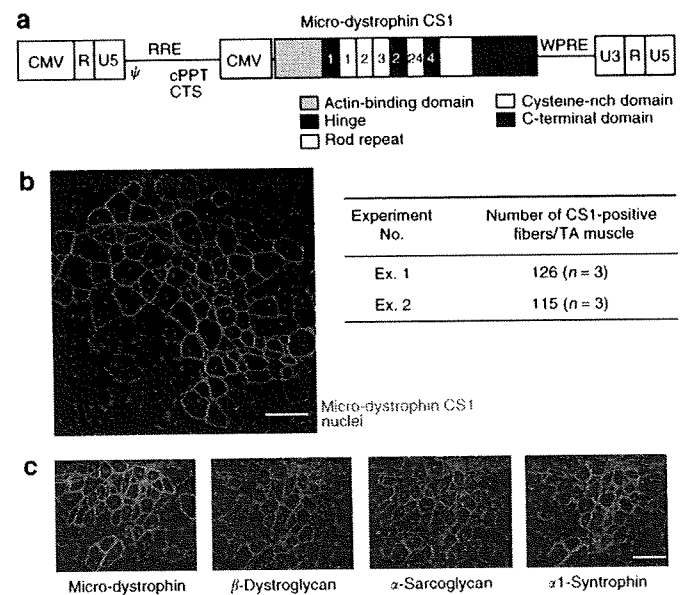 a
Micro-dystrophin CS1
CMV R U5 RRE CMV 1 1 2 3 2 24 4 WPRE U3 R U5
ψ cPPT
CTS
Actin-binding domain
Hinge
Rod repeat
Cysteine-rich domain
C-terminal domain
b
Experiment No. Number of CS1-positive fibers/TA muscle
Ex. 1 126 (n = 3)
Ex. 2 115 (n = 3)
Micro-dystrophin CS1
nuclei
c
Micro-dystrophin β-Dystroglycan α-Sarcoglycan α1-Syntrophin